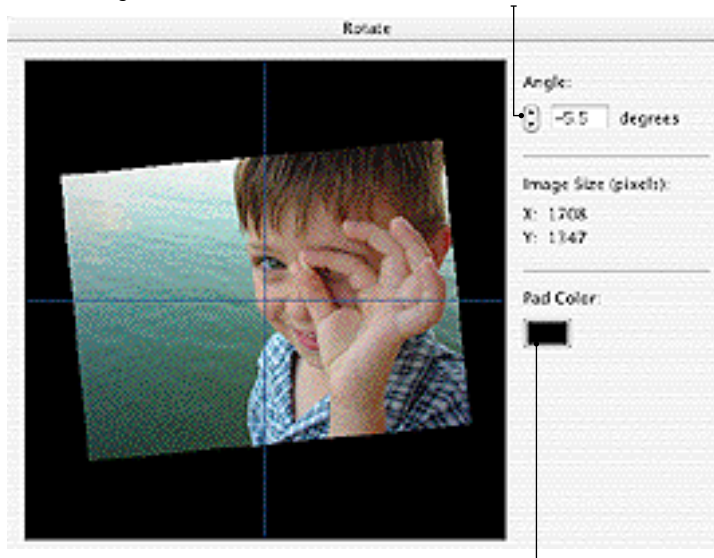 Rotate
Angle:
-5.5 degrees
Image Size (pixels):
X: 1708
Y: 1347
Pad Color: